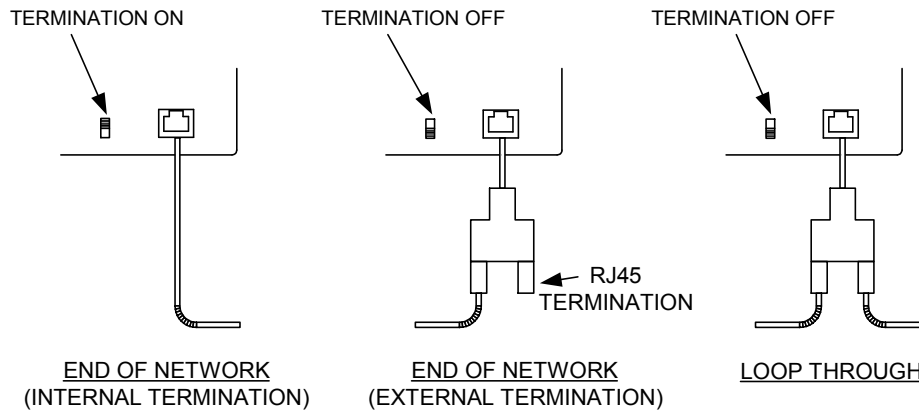 TERMINATION ON
TERMINATION OFF
TERMINATION OFF
RJ45
TERMINATION
END OF NETWORK
(INTERNAL TERMINATION)
END OF NETWORK
(EXTERNAL TERMINATION)
LOOP THROUGH